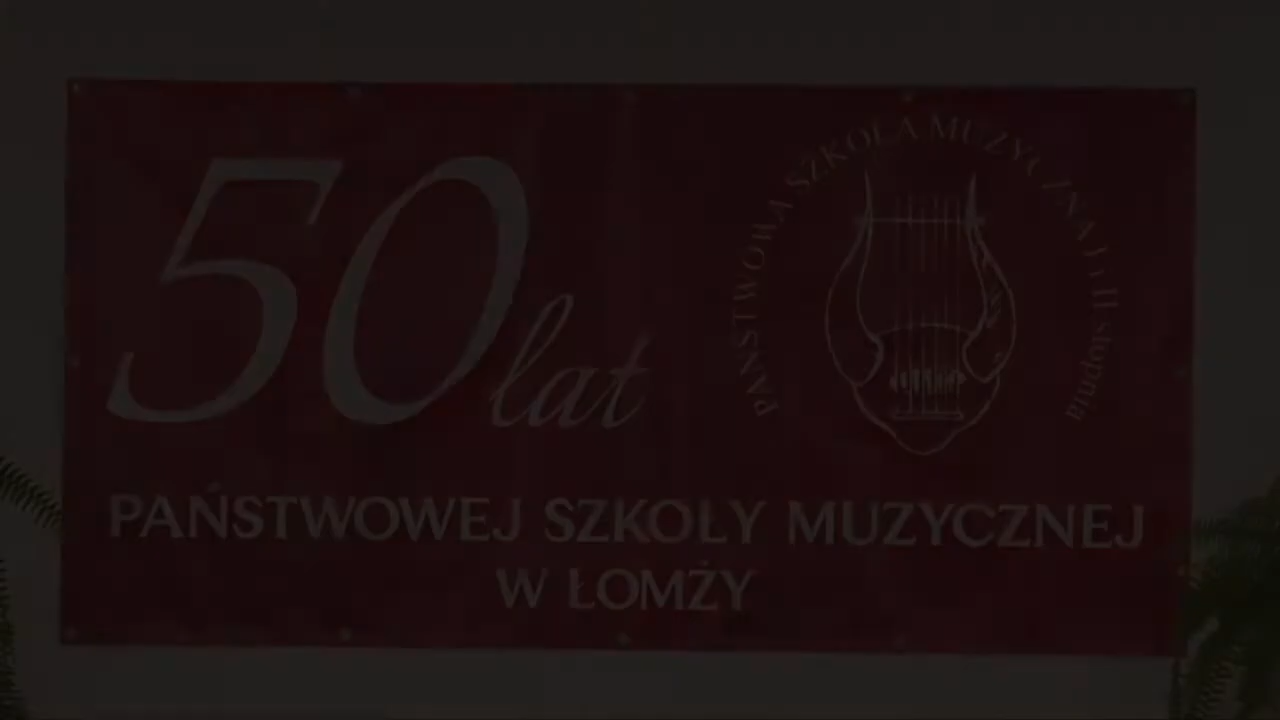 50 lat
PAŃSTWOWA SZKOŁA MUZYCZNA I i II stopnia
PAŃSTWOWEJ SZKOŁY MUZYCZNEJ
W ŁOMŻY